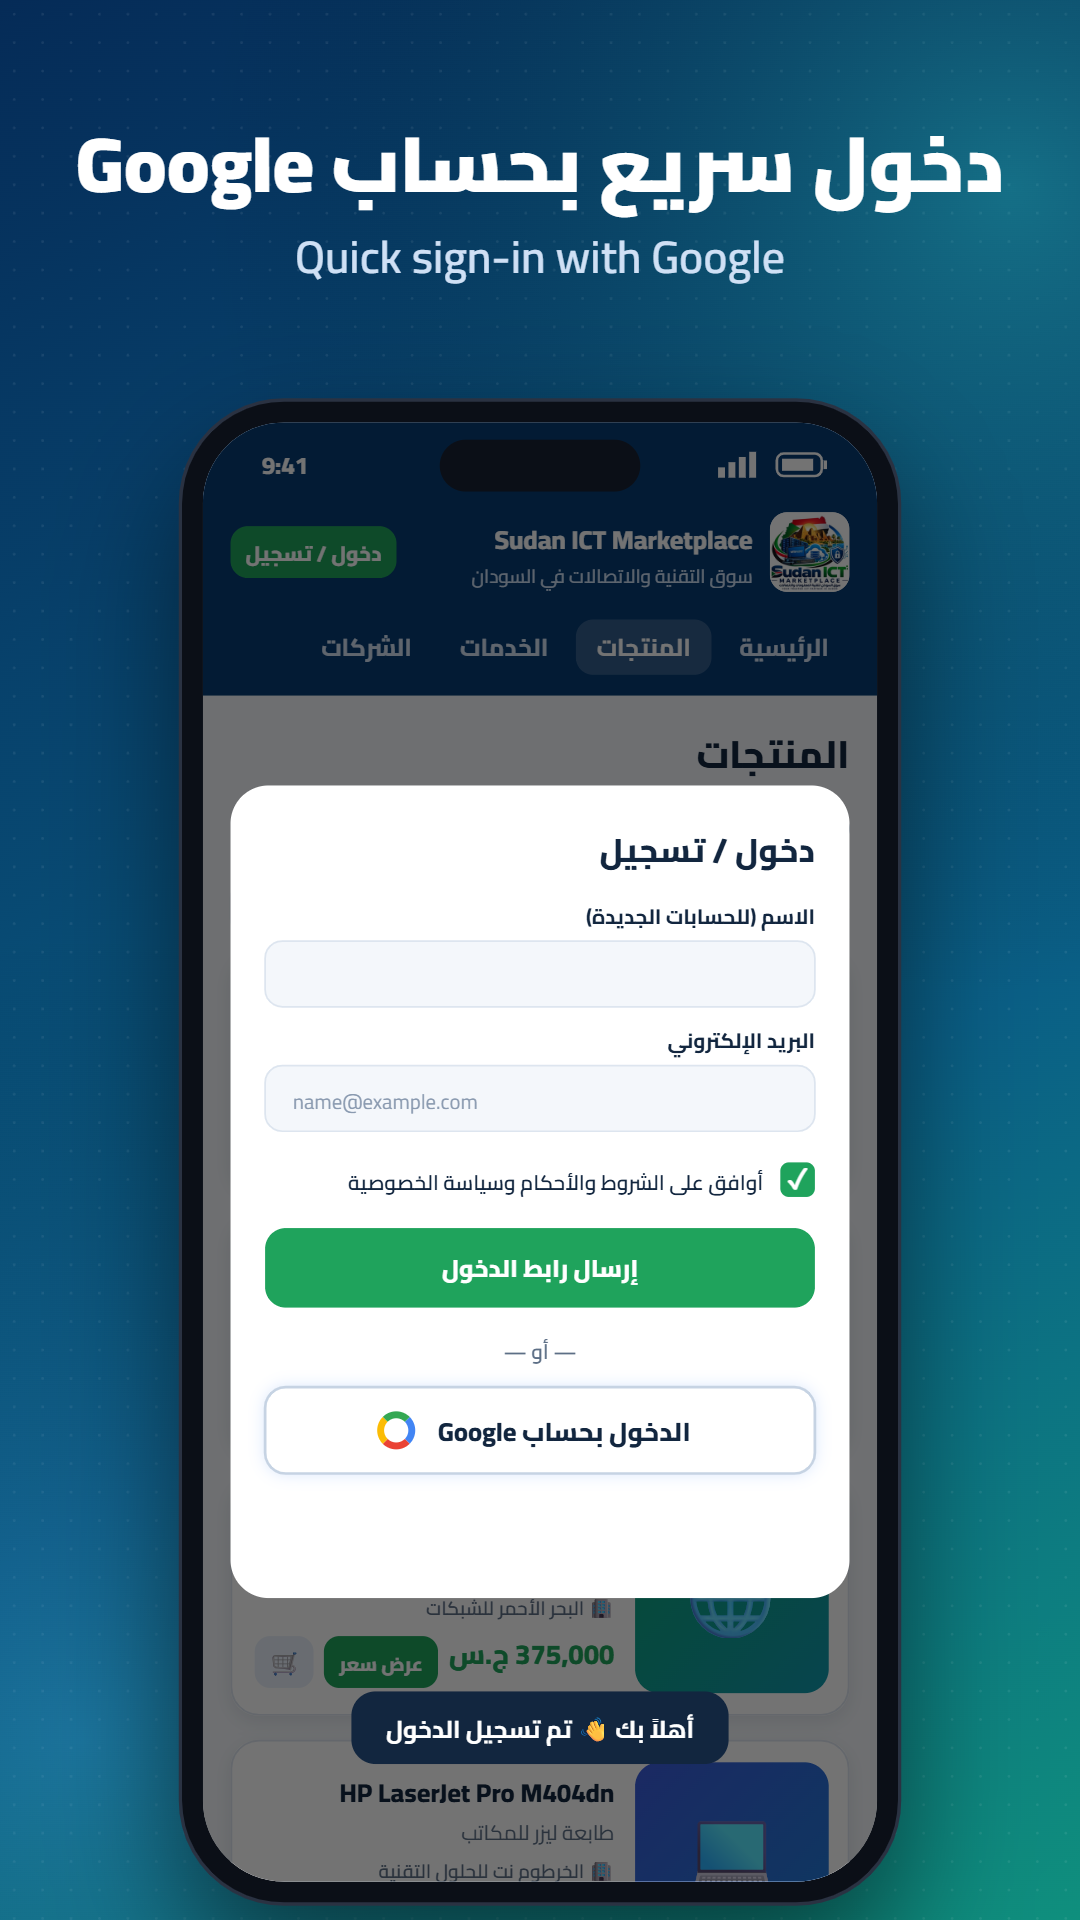 دخول سريع بحساب Google
Quick sign-in with Google
9:41
Sudan ICT Marketplace
سوق التقنية والاتصالات في السودان
دخول / تسجيل
Sudan ICT
MARKETPLACE
الرئيسية
المنتجات
الخدمات
الشركات
المنتجات
دخول / تسجيل
الاسم (للحسابات الجديدة)
البريد الإلكتروني
name@example.com
أوافق على الشروط والأحكام وسياسة الخصوصية
إرسال رابط الدخول
— أو —
الدخول بحساب Google
البحر الأحمر للشبكات
375,000 ج.س
عرض سعر
أهلاً بك 👋 تم تسجيل الدخول
HP LaserJet Pro M404dn
طابعة ليزر للمكاتب
الخرطوم نت للحلول التقنية